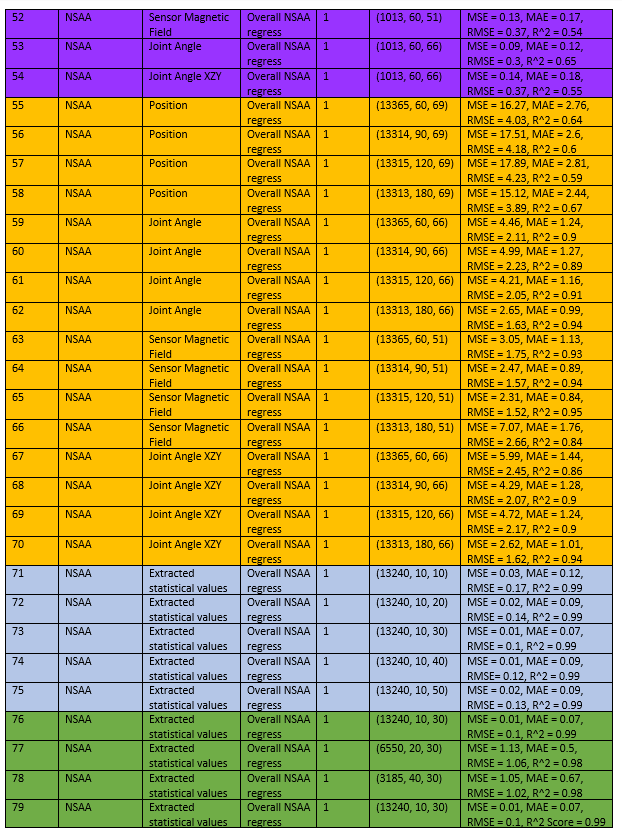 52 NSAA Sensor Magnetic Overall NSAA 1 (1013, 60, 51) MSE = 0.13, MAE = 0.17,
Field regress RMSE = 0.37, R^2 = 0.54
53 NSAA Joint Angle Overall NSAA 1 (1013, 60, 66) MSE = 0.09, MAE = 0.12,
regress RMSE = 0.3, R^2 = 0.65
54 NSAA Joint Angle XZY Overall NSAA 1 (1013, 60, 66) MSE = 0.14, MAE = 0.18,
regress RMSE = 0.37, R^2 = 0.55
55 NSAA Position Overall NSAA 1 (13365, 60, 69) MSE = 16.27, MAE = 2.76,
regress RMSE = 4.03, R^2 = 0.64
56 NSAA Position Overall NSAA 1 (13314, 90, 69) MSE = 17.51, MAE = 2.6,
regress RMSE = 4.18, R^2 = 0.6
57 NSAA Position Overall NSAA 1 (13315, 120, 69) MSE = 17.89, MAE = 2.81,
regress RMSE = 4.23, R^2 = 0.59
58 NSAA Position Overall NSAA 1 (13313, 180, 69) MSE = 15.12, MAE = 2.44,
regress RMSE = 3.89, R^2 = 0.67
59 NSAA Joint Angle Overall NSAA 1 (13365, 60, 66) MSE = 4.46, MAE = 1.24,
regress RMSE = 2.11, R^2 = 0.9
60 NSAA Joint Angle Overall NSAA 1 (13314, 90, 66) MSE = 4.99, MAE = 1.27,
regress RMSE = 2.23, R^2 = 0.89
61 NSAA Joint Angle Overall NSAA 1 (13315, 120, 66) MSE = 4.21, MAE = 1.16,
regress RMSE = 2.05, R^2 = 0.91
62 NSAA Joint Angle Overall NSAA 1 (13313, 180, 66) MSE = 2.65, MAE = 0.99,
regress RMSE = 1.63, R^2 = 0.94
63 NSAA Sensor Magnetic Overall NSAA 1 (13365, 60, 51) MSE = 3.05, MAE = 1.13,
Field regress RMSE = 1.75, R^2 = 0.93
64 NSAA Sensor Magnetic Overall NSAA 1 (13314, 90, 51) MSE = 2.47, MAE = 0.89,
Field regress RMSE = 1.57, R^2 = 0.94
65 NSAA Sensor Magnetic Overall NSAA 1 (13315, 120, 51) MSE = 2.31, MAE = 0.84,
Field regress RMSE = 1.52, R^2 = 0.95
66 NSAA Sensor Magnetic Overall NSAA 1 (13313, 180, 51) MSE = 7.07, MAE = 1.76,
Field regress RMSE = 2.66, R^2 = 0.84
67 NSAA Joint Angle XZY Overall NSAA 1 (13365, 60, 66) MSE = 5.99, MAE = 1.44,
regress RMSE = 2.45, R^2 = 0.86
68 NSAA Joint Angle XZY Overall NSAA 1 (13314, 90, 66) MSE = 4.29, MAE = 1.28,
regress RMSE = 2.07, R^2 = 0.9
69 NSAA Joint Angle XZY Overall NSAA 1 (13315, 120, 66) MSE = 4.72, MAE = 1.24,
regress RMSE = 2.17, R^2 = 0.9
70 NSAA Joint Angle XZY Overall NSAA 1 (13313, 180, 66) MSE = 2.62, MAE = 1.01,
regress RMSE = 1.62, R^2 = 0.94
71 NSAA Extracted Overall NSAA 1 (13240, 10, 10) MSE = 0.03, MAE = 0.12,
statistical values regress RMSE = 0.17, R^2 = 0.99
72 NSAA Extracted Overall NSAA 1 (13240, 10, 20) MSE = 0.02, MAE = 0.09,
statistical values regress RMSE = 0.14, R^2 = 0.99
73 NSAA Extracted Overall NSAA 1 (13240, 10, 30) MSE = 0.01, MAE = 0.07,
statistical values regress RMSE = 0.1, R^2 = 0.99
74 NSAA Extracted Overall NSAA 1 (13240, 10, 40) MSE = 0.01, MAE = 0.09,
statistical values regress RMSE= 0.12, R^2 = 0.99
75 NSAA Extracted Overall NSAA 1 (13240, 10, 50) MSE = 0.02, MAE = 0.09,
statistical values regress RMSE = 0.13, R^2 = 0.99
76 NSAA Extracted Overall NSAA 1 (13240, 10, 30) MSE = 0.01, MAE = 0.07,
statistical values regress RMSE = 0.1, R^2 = 0.99
77 NSAA Extracted Overall NSAA 1 (6550, 20, 30) MSE = 1.13, MAE = 0.5,
statistical values regress RMSE = 1.06, R^2 = 0.98
78 NSAA Extracted Overall NSAA 1 (3185, 40, 30) MSE = 1.05, MAE = 0.67,
statistical values regress RMSE = 1.02, R^2 = 0.98
79 NSAA Extracted Overall NSAA 1 (13240, 10, 30) MSE = 0.01, MAE = 0.07,
statistical values regress RMSE = 0.1, R^2 Score = 0.99